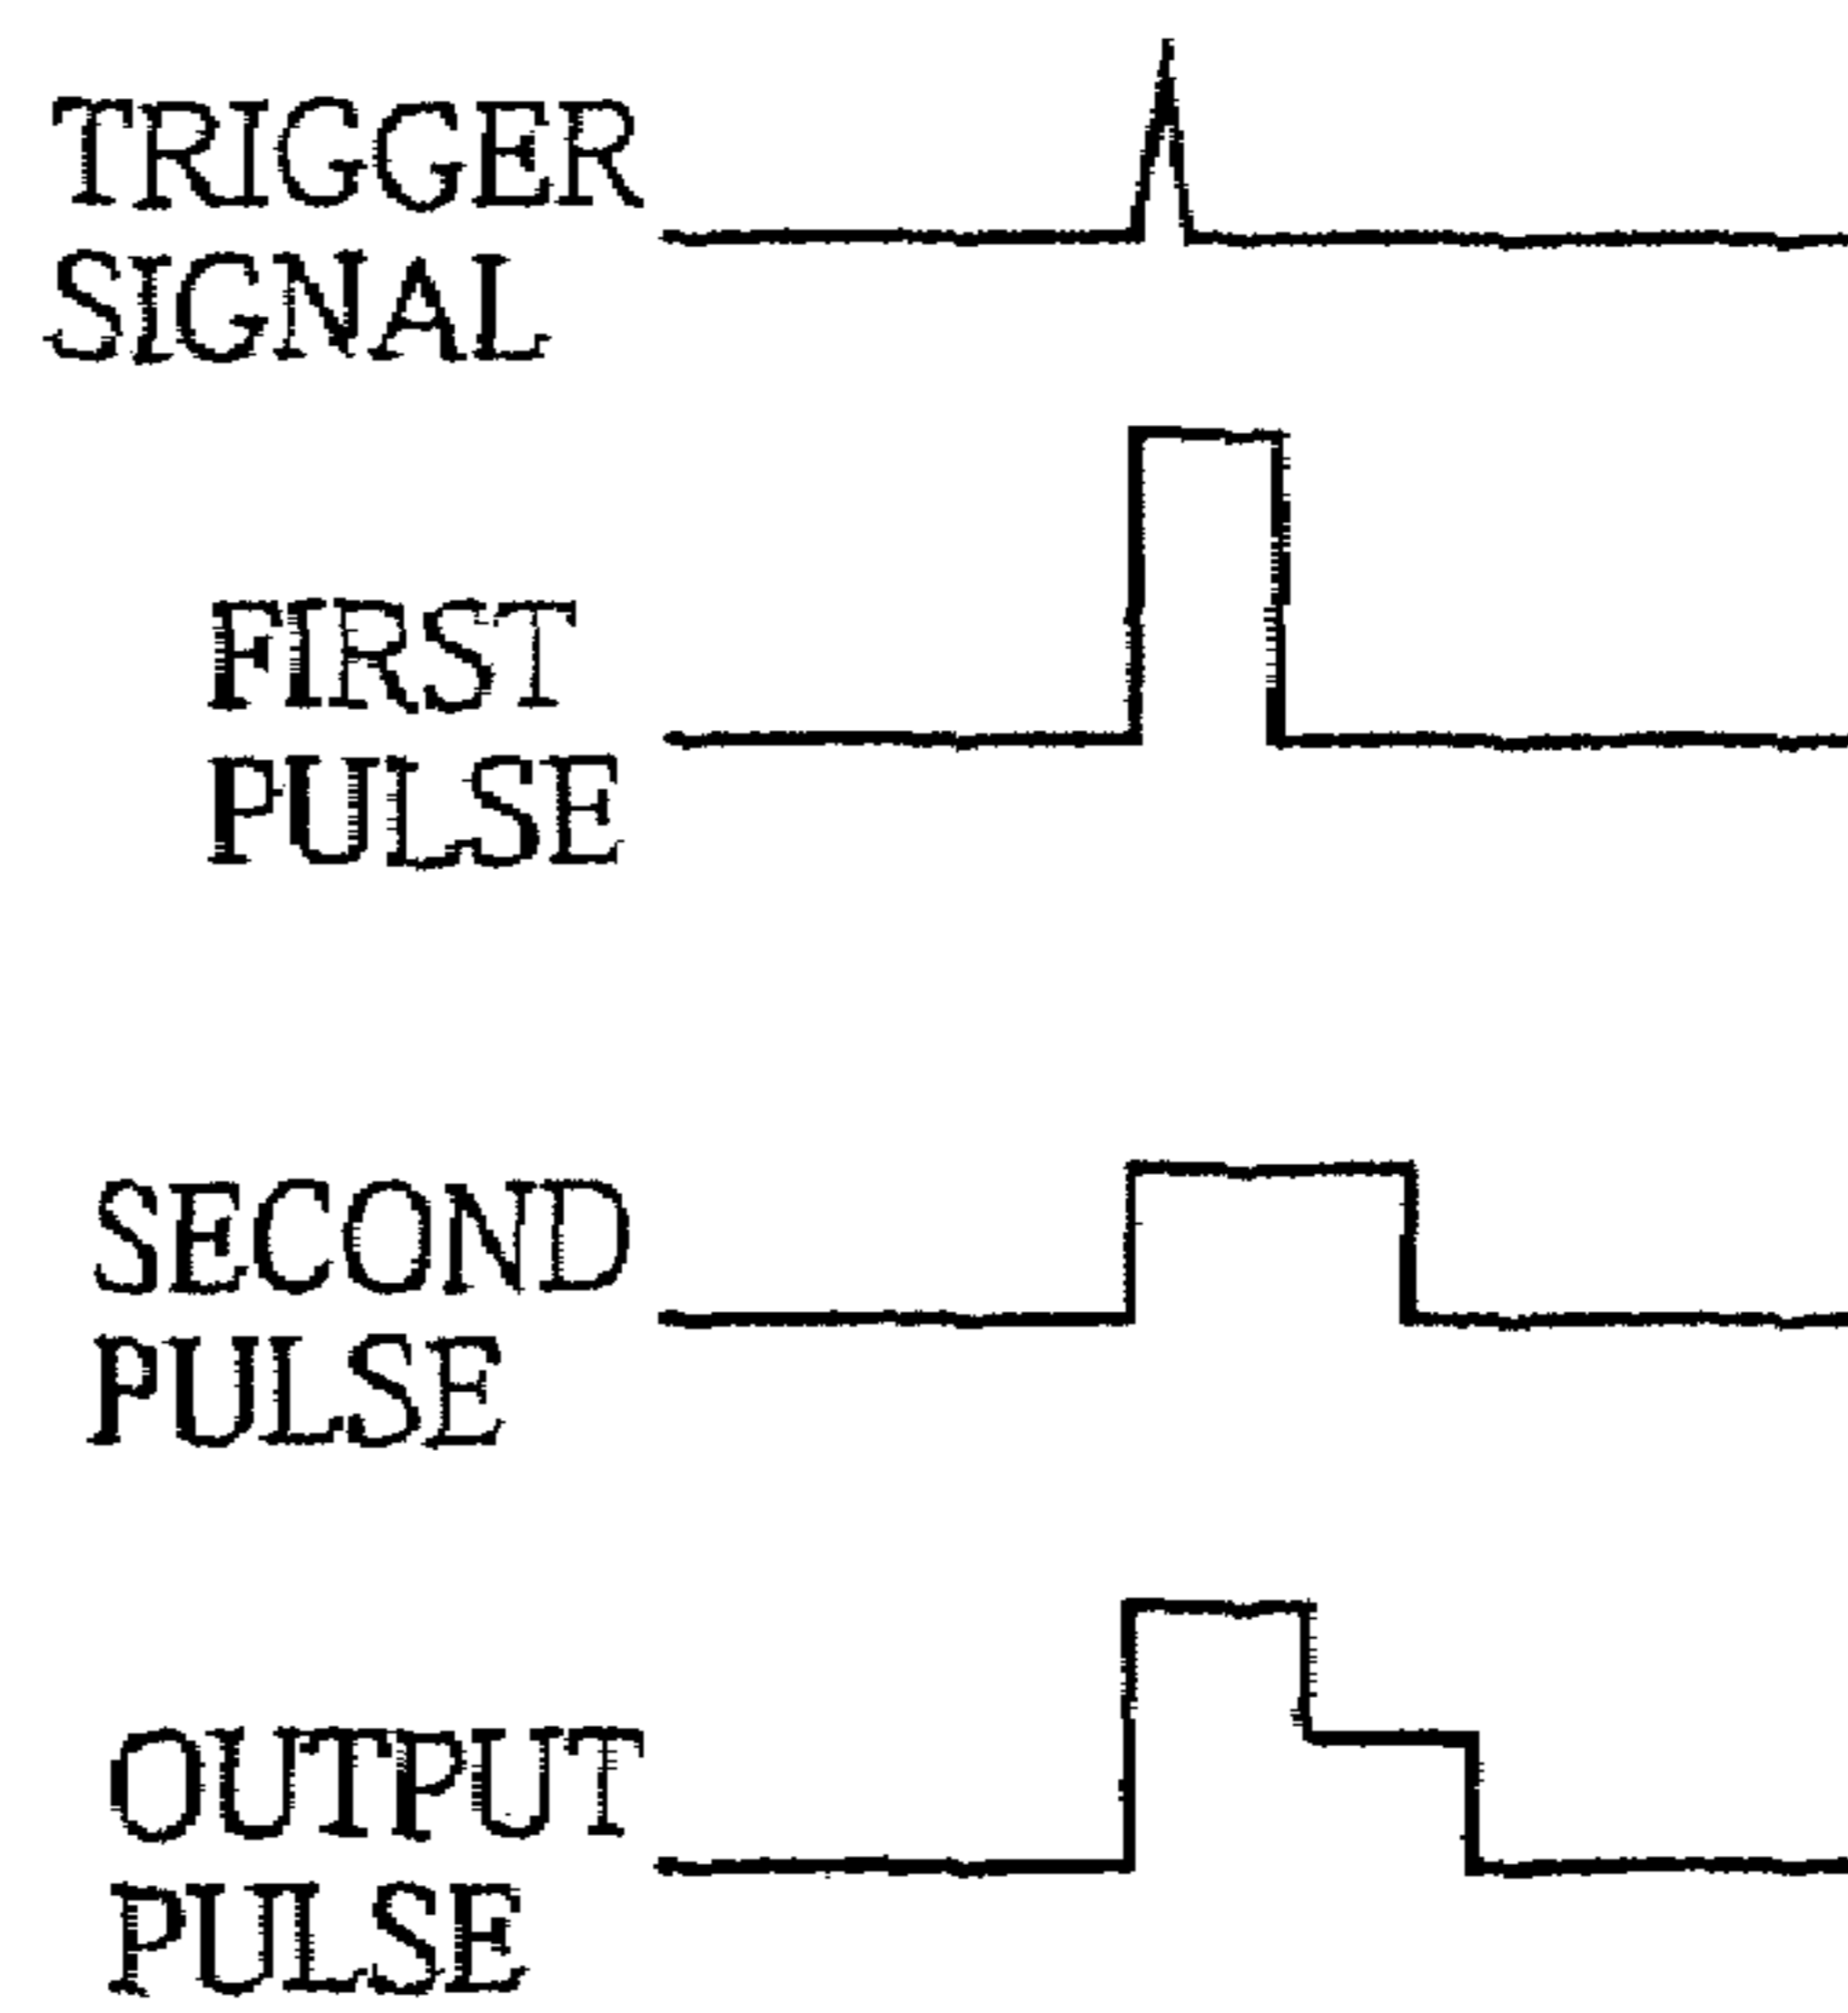 TRIGGER
SIGNAL
FIRST
PULSE
SECOND
PULSE
OUTPUT
PULSE